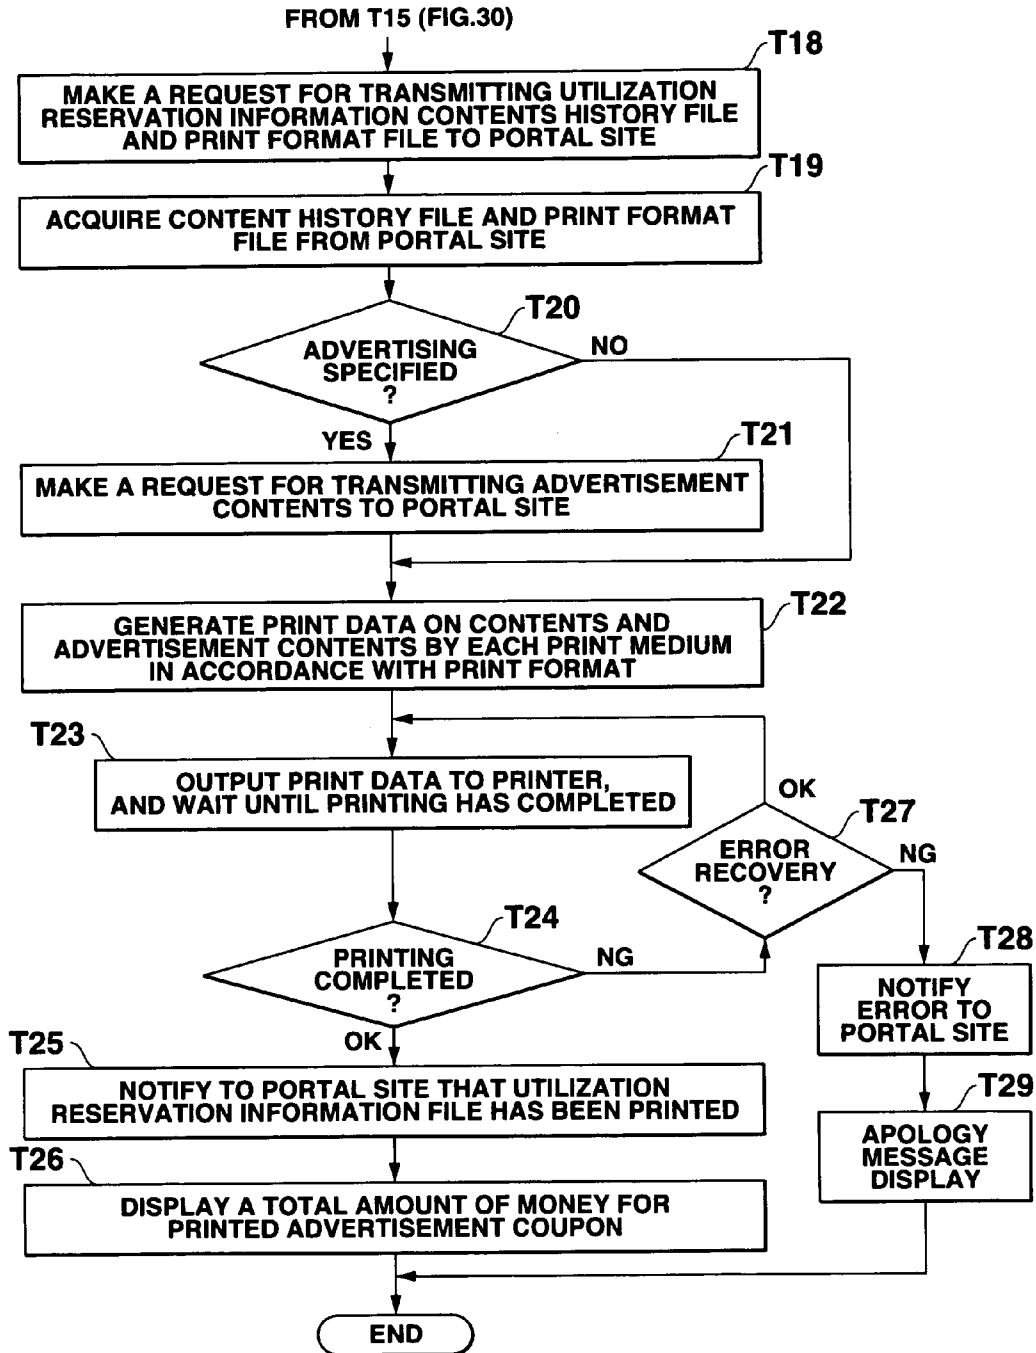 FROM T15 (FIG.30)
T18
MAKE A REQUEST FOR TRANSMITTING UTILIZATION
RESERVATION INFORMATION CONTENTS HISTORY FILE
AND PRINT FORMAT FILE TO PORTAL SITE
T19
ACQUIRE CONTENT HISTORY FILE AND PRINT FORMAT
FILE FROM PORTAL SITE
T20
ADVERTISING
SPECIFIED
?
NO
YES
T21
MAKE A REQUEST FOR TRANSMITTING ADVERTISEMENT
CONTENTS TO PORTAL SITE
T22
GENERATE PRINT DATA ON CONTENTS AND
ADVERTISEMENT CONTENTS BY EACH PRINT MEDIUM
IN ACCORDANCE WITH PRINT FORMAT
T23
OUTPUT PRINT DATA TO PRINTER,
AND WAIT UNTIL PRINTING HAS COMPLETED
OK
T27
ERROR
RECOVERY
?
NG
T24
PRINTING
COMPLETED
?
NG
OK
T28
NOTIFY
ERROR TO
PORTAL SITE
T25
NOTIFY TO PORTAL SITE THAT UTILIZATION
RESERVATION INFORMATION FILE HAS BEEN PRINTED
T29
APOLOGY
MESSAGE
DISPLAY
T26
DISPLAY A TOTAL AMOUNT OF MONEY FOR
PRINTED ADVERTISEMENT COUPON
END